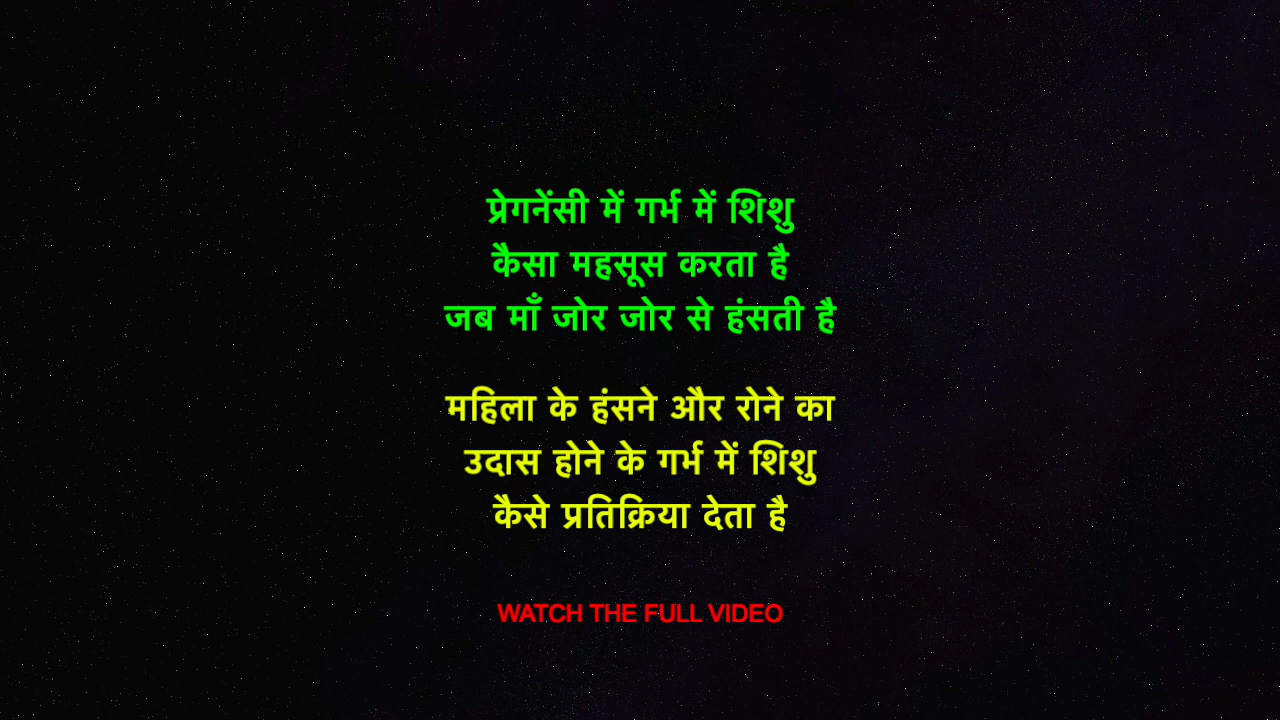 प्रेगनेंसी में गर्भ में शिशु
कैसा महसूस करता है
जब माँ जोर जोर से हंसती है
महिला के हंसने और रोने का
उदास होने के गर्भ में शिशु
कैसे प्रतिक्रिया देता है
WATCH THE FULL VIDEO